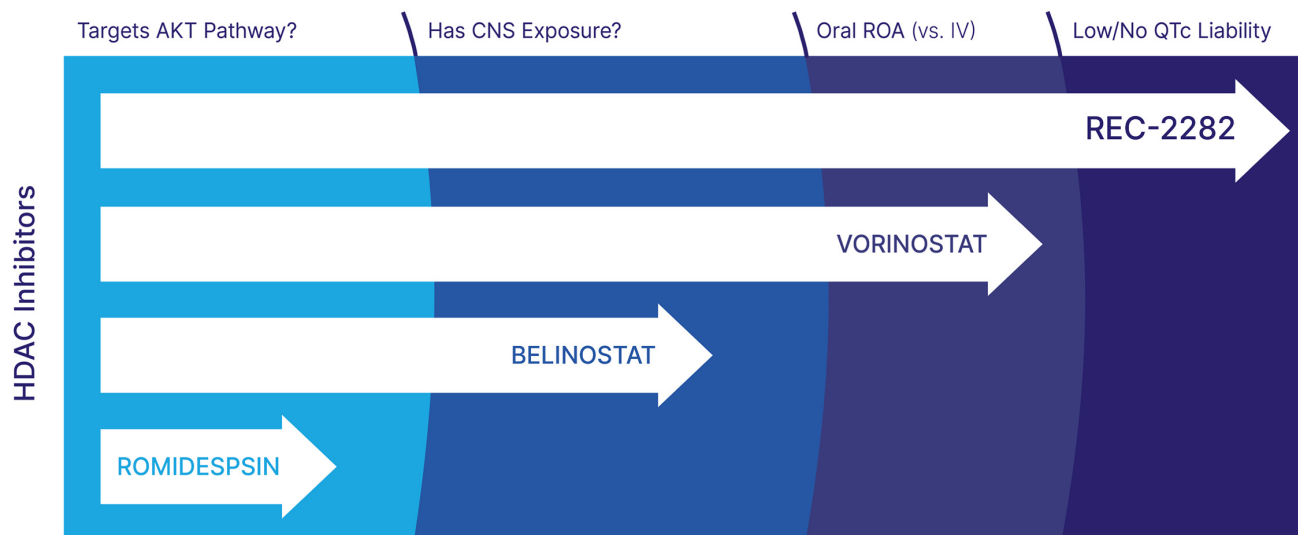 Targets AKT Pathway?
Has CNS Exposure?
Oral ROA (vs. IV)
Low/No QTc Liability
HDAC Inhibitors
REC-2282
VORINOSTAT
BELINOSTAT
ROMIDESPSIN